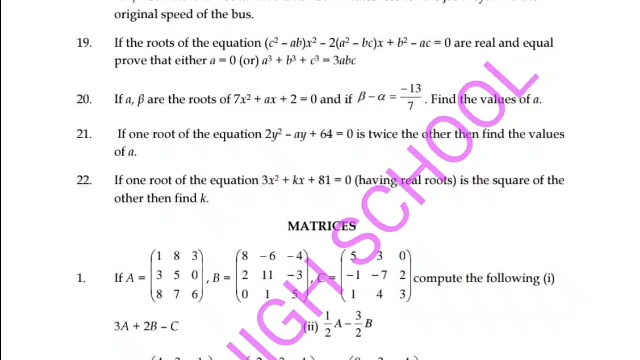 original speed of the bus.
19. If the roots of the equation (c² – ab)x² – 2(a² – bc)x + b² – ac = 0 are real and equal
prove that either a = 0 (or) a³ + b³ + c³ = 3abc
20. If α, β are the roots of 7x² + ax + 2 = 0 and if β – α = –13/7 . Find the values of a.
21. If one root of the equation 2y² – ay + 64 = 0 is twice the other then find the values
of a.
22. If one root of the equation 3x² + kx + 81 = 0 (having real roots) is the square of the
other then find k.
MATRICES
1. If A = (1 8 3; 3 5 0; 8 7 6), B = (8 –6 –4; 2 11 –3; 0 1 5), C = (5 3 0; –1 –7 2; 1 4 3) compute the following (i)
3A + 2B – C (ii) 1/2 A – 3/2 B
HIGH SCHOOL